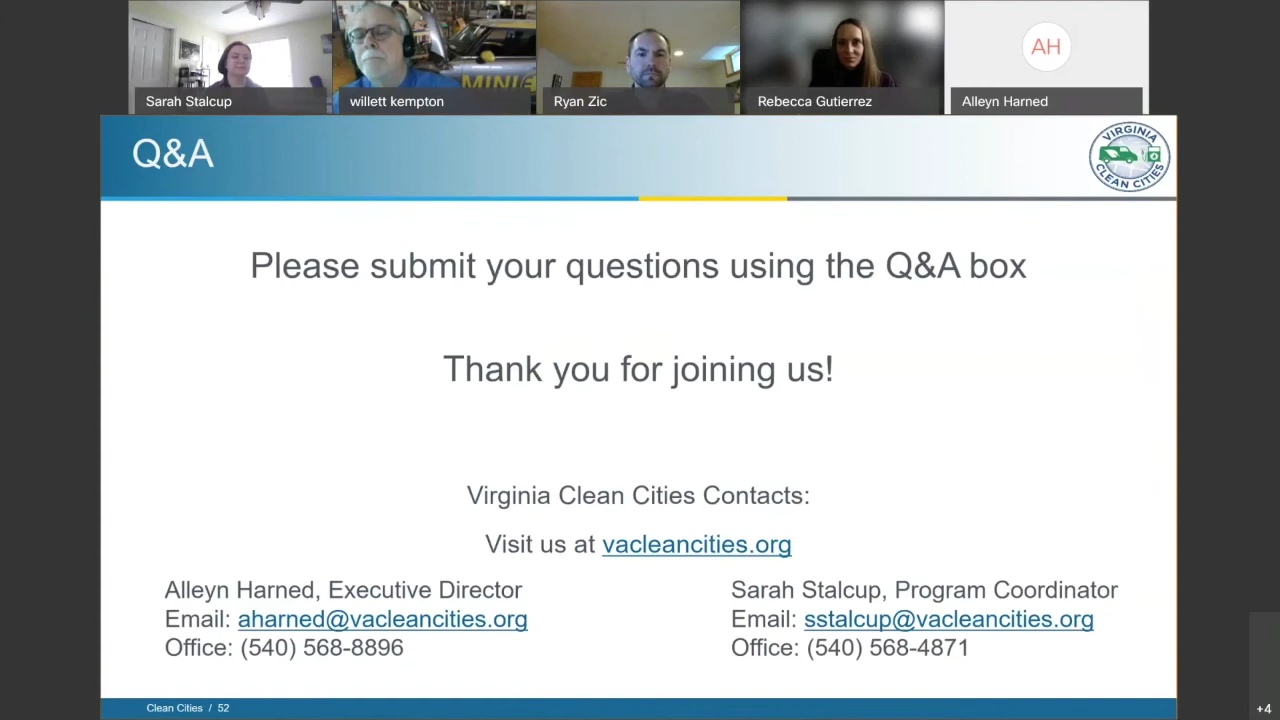 Sarah Stalcup
willett kempton
Ryan Zic
Rebecca Gutierrez
AH
Alleyn Harned
MINI E
Q&A
VIRGINIA
CLEAN CITIES
Please submit your questions using the Q&A box
Thank you for joining us!
Virginia Clean Cities Contacts:
Visit us at vacleancities.org
Alleyn Harned, Executive Director
Email: aharned@vacleancities.org
Office: (540) 568-8896
Sarah Stalcup, Program Coordinator
Email: sstalcup@vacleancities.org
Office: (540) 568-4871
Clean Cities / 52
+4